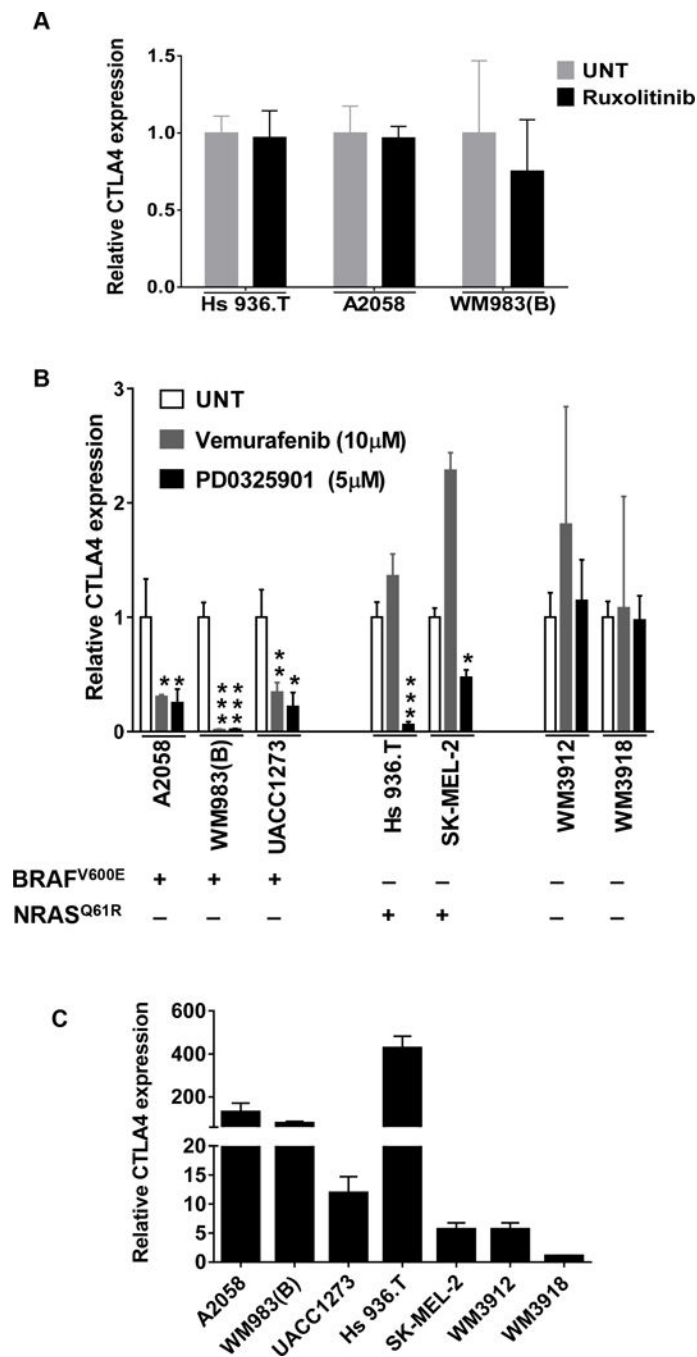 A
Relative CTLA4 expression
1.5
1.0
0.5
0.0
UNT
Ruxolitinib
Hs 936.T A2058 WM983(B)
B
Relative CTLA4 expression
3
2
1
0
UNT
Vemurafenib (10μM)
PD0325901 (5μM)
* * *** *** ** * *** *
A2058 WM983(B) UACC1273 Hs 936.T SK-MEL-2 WM3912 WM3918
BRAFV600E + + + – – – –
NRASQ61R – – – + + – –
C
Relative CTLA4 expression
600
400
200
20
15
10
5
0
A2058 WM983(B) UACC1273 Hs 936.T SK-MEL-2 WM3912 WM3918